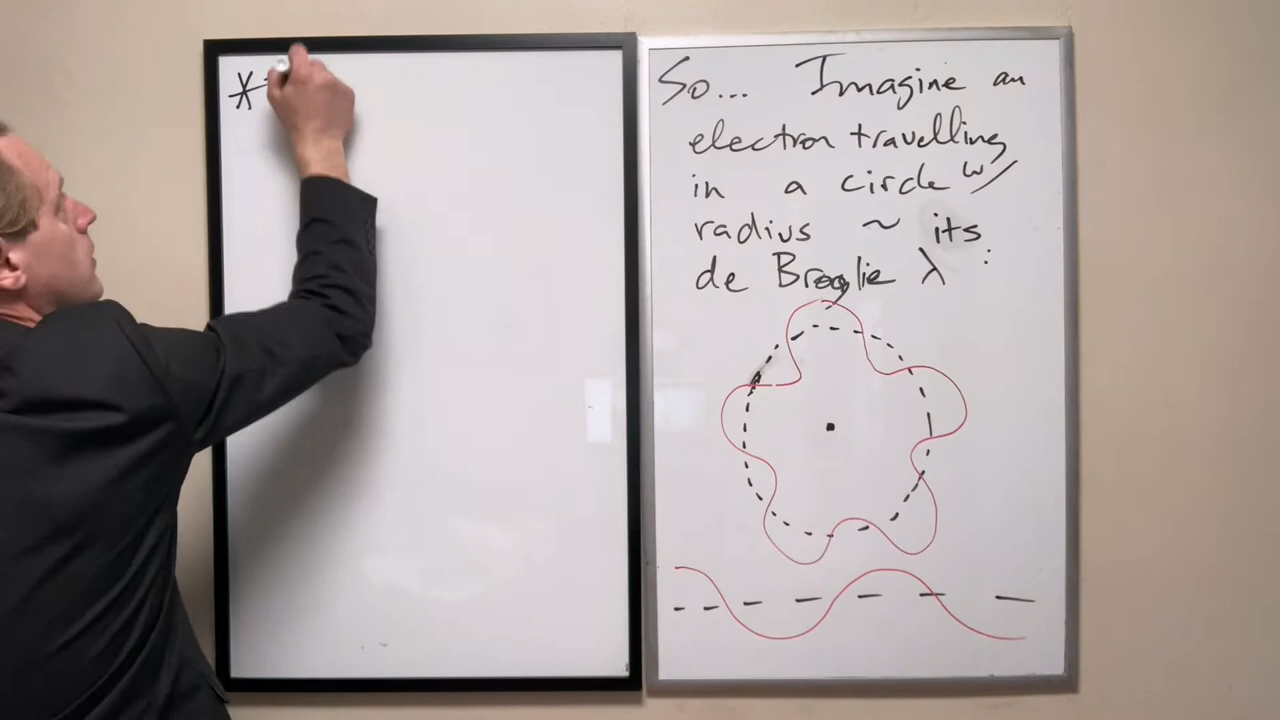 *
So... Imagine an
electron travelling
in a circle w/
radius ~ its
de Broglie λ :